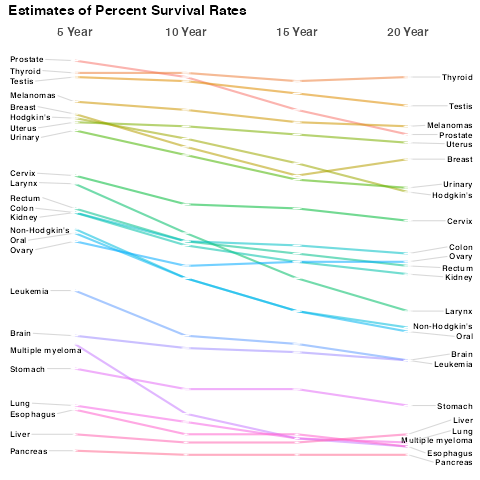 Estimates of Percent Survival Rates
5 Year 10 Year 15 Year 20 Year
Prostate
Thyroid
Testis
Melanomas
Breast
Hodgkin's
Uterus
Urinary
Cervix
Larynx
Rectum
Colon
Kidney
Non-Hodgkin's
Oral
Ovary
Leukemia
Brain
Multiple myeloma
Stomach
Lung
Esophagus
Liver
Pancreas
Thyroid
Testis
Melanomas
Prostate
Uterus
Breast
Urinary
Hodgkin's
Cervix
Colon
Ovary
Rectum
Kidney
Larynx
Non-Hodgkin's
Oral
Brain
Leukemia
Stomach
Liver
Lung
Multiple myeloma
Esophagus
Pancreas